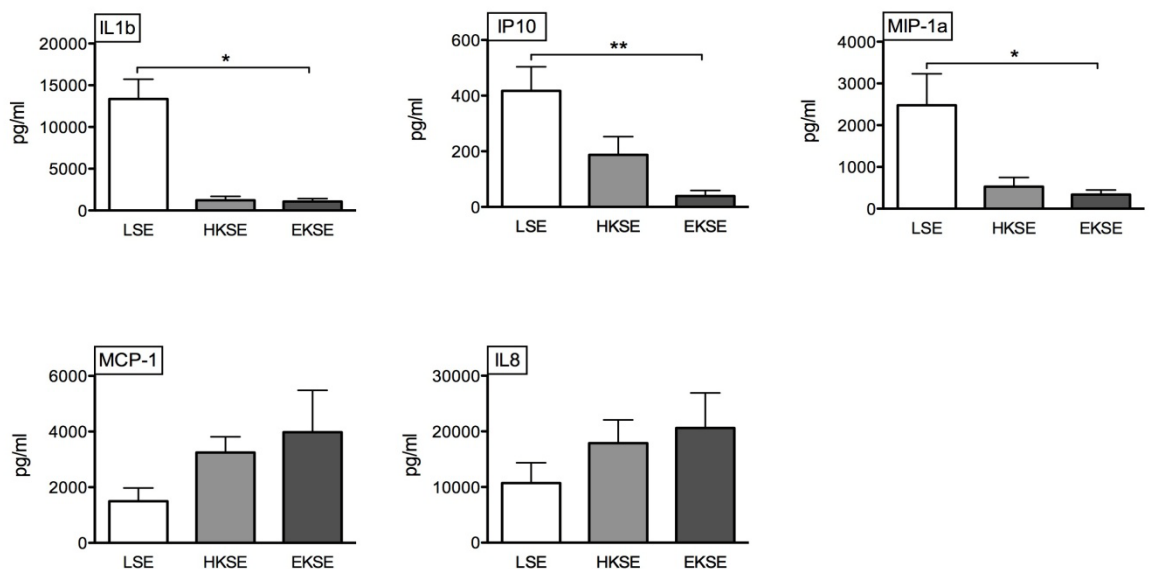 IL1b
20000
15000
10000
5000
0
pg/ml
*
LSE HKSE EKSE
IP10
600
400
200
0
pg/ml
**
LSE HKSE EKSE
MIP-1a
4000
3000
2000
1000
0
pg/ml
*
LSE HKSE EKSE
MCP-1
6000
4000
2000
0
pg/ml
LSE HKSE EKSE
IL8
30000
20000
10000
0
pg/ml
LSE HKSE EKSE